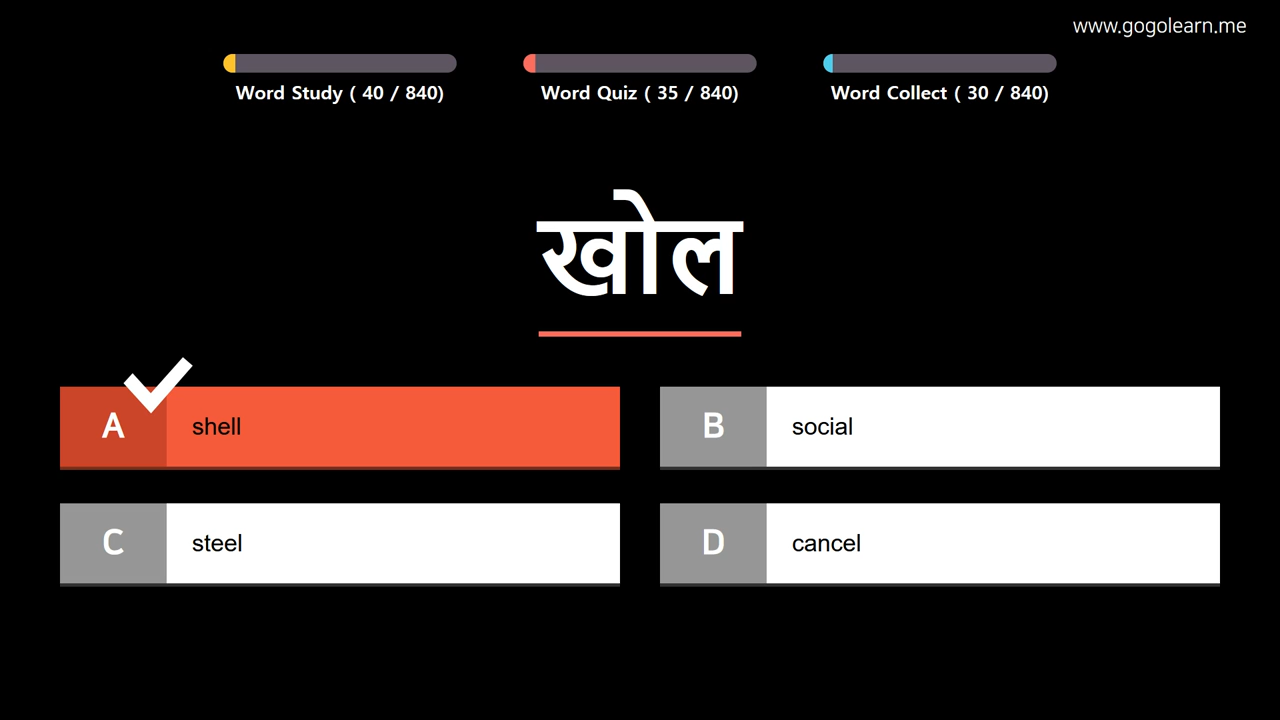 www.gogolearn.me
Word Study ( 40 / 840)
Word Quiz ( 35 / 840)
Word Collect ( 30 / 840)
खोल
A shell
B social
C steel
D cancel